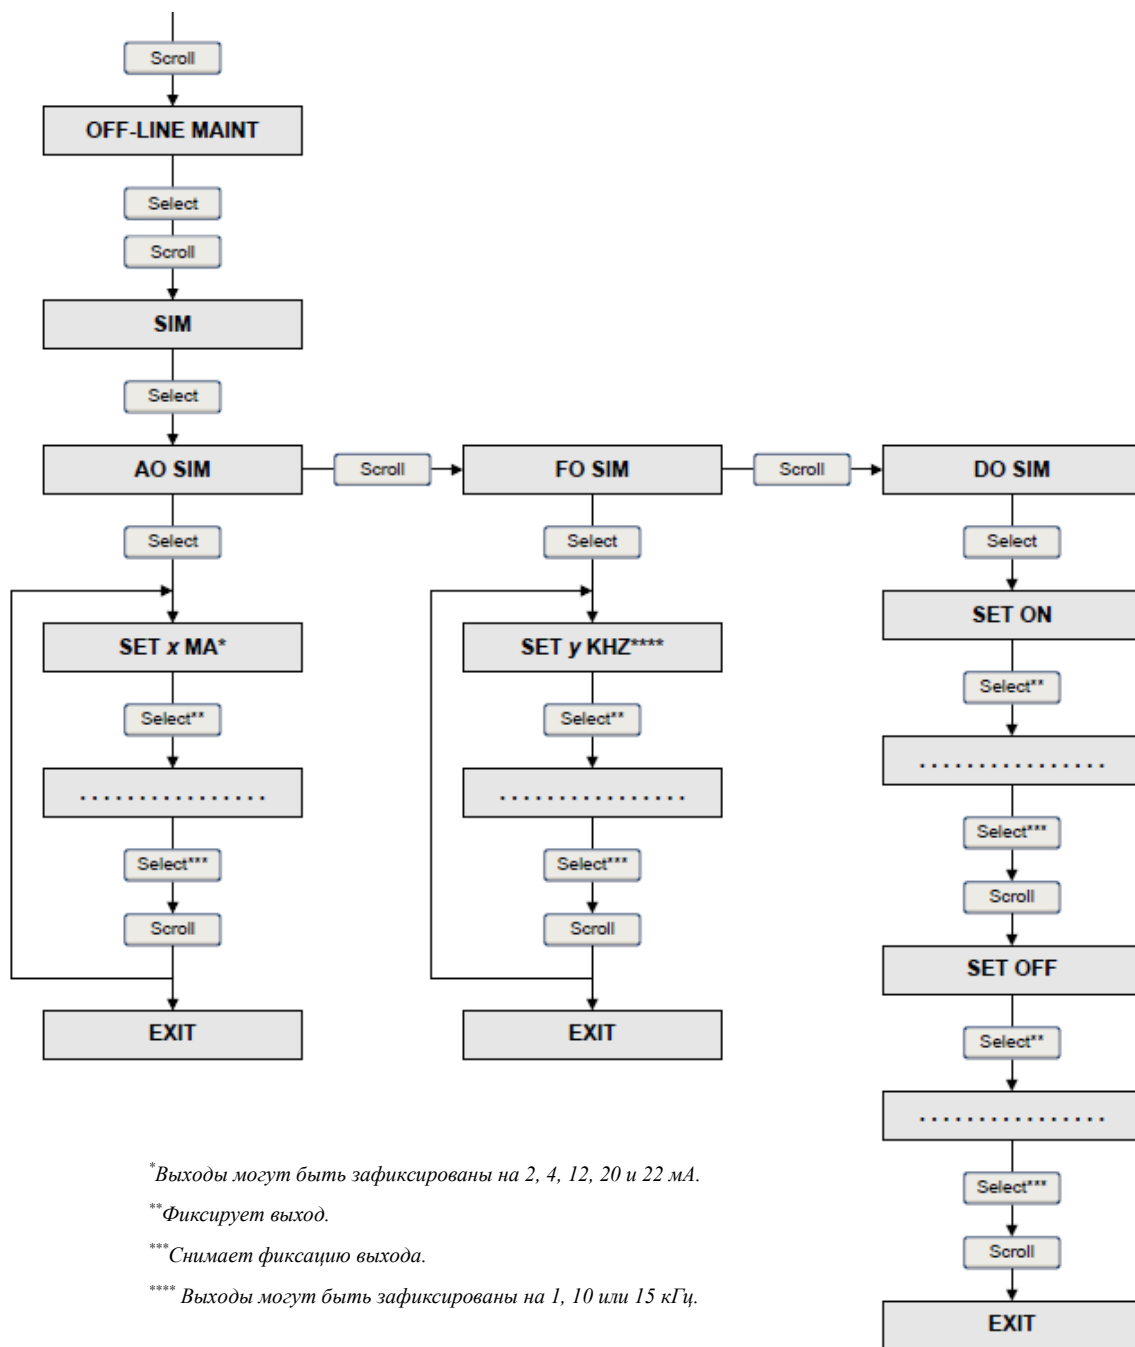 Scroll
OFF-LINE MAINT
Select
Scroll
SIM
Select
AO SIM
Scroll
FO SIM
Scroll
DO SIM
Select
Select
Select
SET x MA*
SET y KHZ****
SET ON
Select**
Select**
Select**
................
................
................
Select***
Select***
Select***
Scroll
Scroll
Scroll
SET OFF
EXIT
EXIT
Select**
................
Select***
Scroll
EXIT
*Выходы могут быть зафиксированы на 2, 4, 12, 20 и 22 мА.
**Фиксирует выход.
***Снимает фиксацию выхода.
**** Выходы могут быть зафиксированы на 1, 10 или 15 кГц.